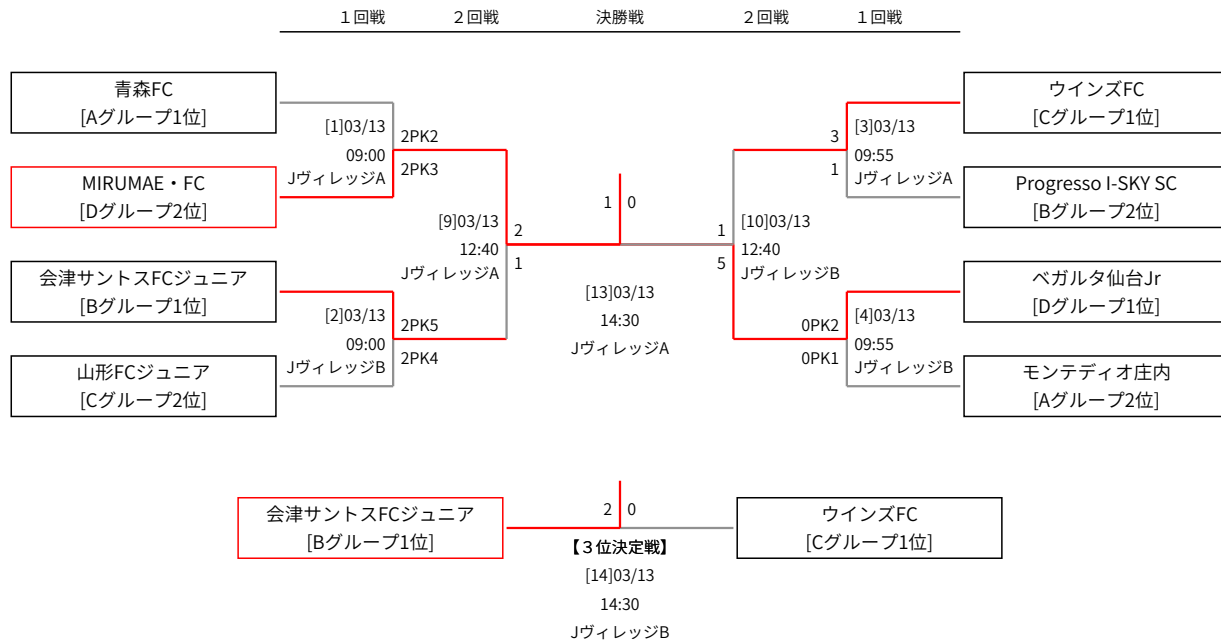 １回戦
２回戦
決勝戦
２回戦
１回戦
青森FC
[Aグループ1位]
MIRUMAE・FC
[Dグループ2位]
会津サントスFCジュニア
[Bグループ1位]
山形FCジュニア
[Cグループ2位]
[1]03/13
09:00
JヴィレッジA
2PK2
2PK3
[2]03/13
09:00
JヴィレッジB
2PK5
2PK4
[9]03/13
12:40
JヴィレッジA
2
1
1
0
[13]03/13
14:30
JヴィレッジA
1
5
[10]03/13
12:40
JヴィレッジB
3
1
[3]03/13
09:55
JヴィレッジA
0PK2
0PK1
[4]03/13
09:55
JヴィレッジB
ウインズFC
[Cグループ1位]
Progresso I-SKY SC
[Bグループ2位]
ベガルタ仙台Jr
[Dグループ1位]
モンテディオ庄内
[Aグループ2位]
会津サントスFCジュニア
[Bグループ1位]
2
0
【３位決定戦】
[14]03/13
14:30
JヴィレッジB
ウインズFC
[Cグループ1位]